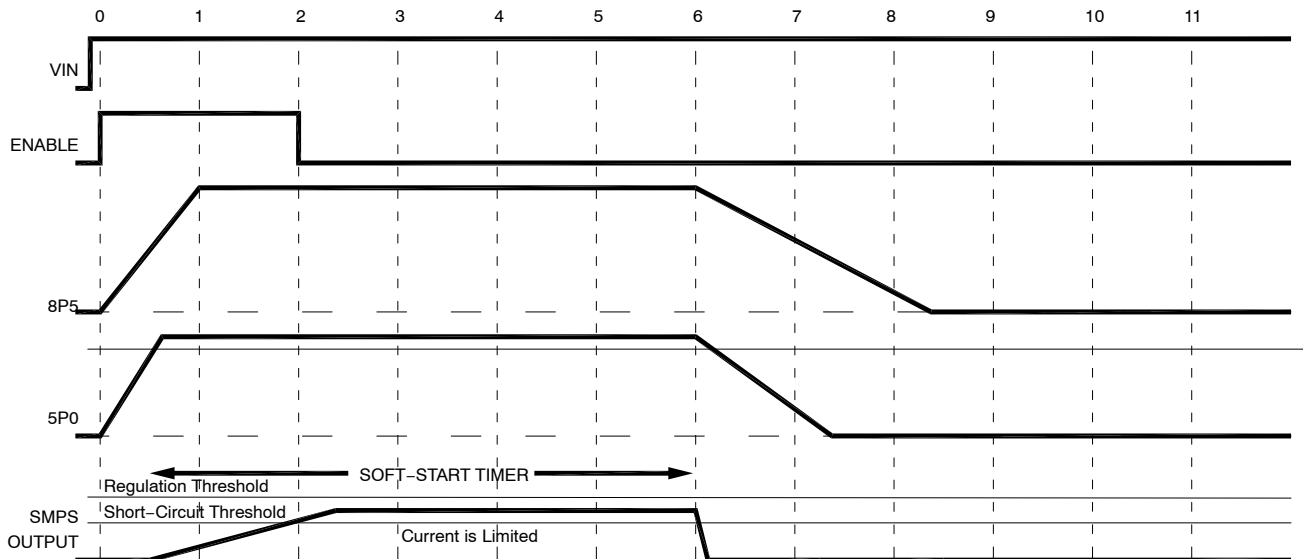 0 1 2 3 4 5 6 7 8 9 10 11
VIN
ENABLE
8P5
5P0
SOFT−START TIMER
Regulation Threshold
Short−Circuit Threshold
SMPS
OUTPUT
Current is Limited